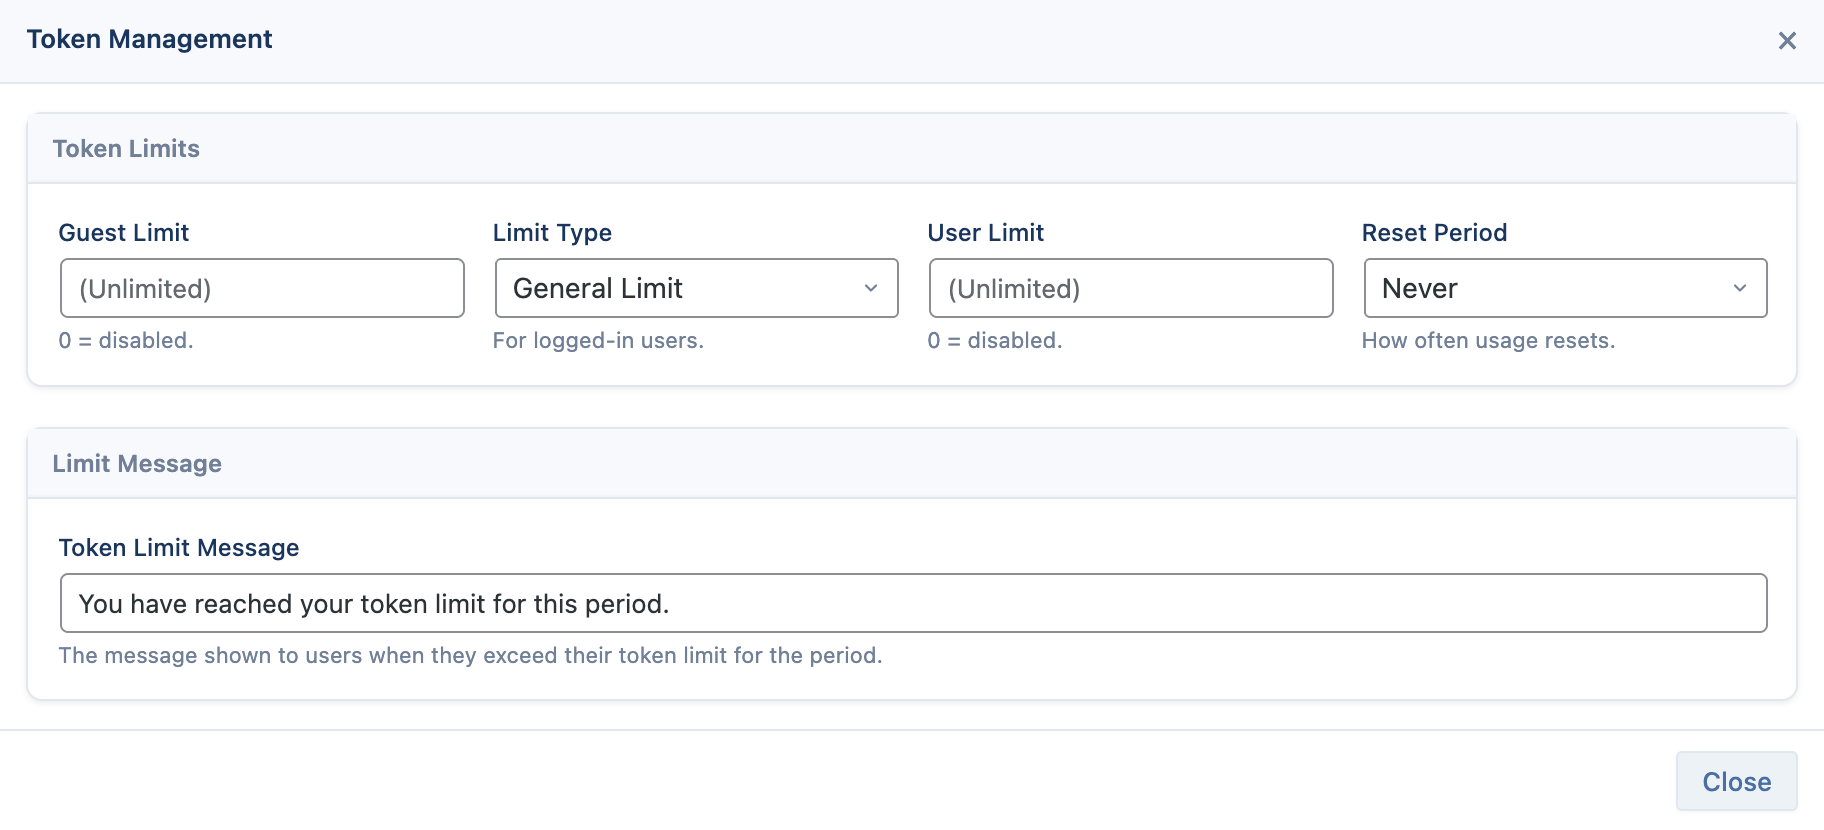 Token Management
Token Limits
Guest Limit
Limit Type
User Limit
Reset Period
(Unlimited)
General Limit
(Unlimited)
Never
0 = disabled.
For logged-in users.
0 = disabled.
How often usage resets.
Limit Message
Token Limit Message
You have reached your token limit for this period.
The message shown to users when they exceed their token limit for the period.
Close